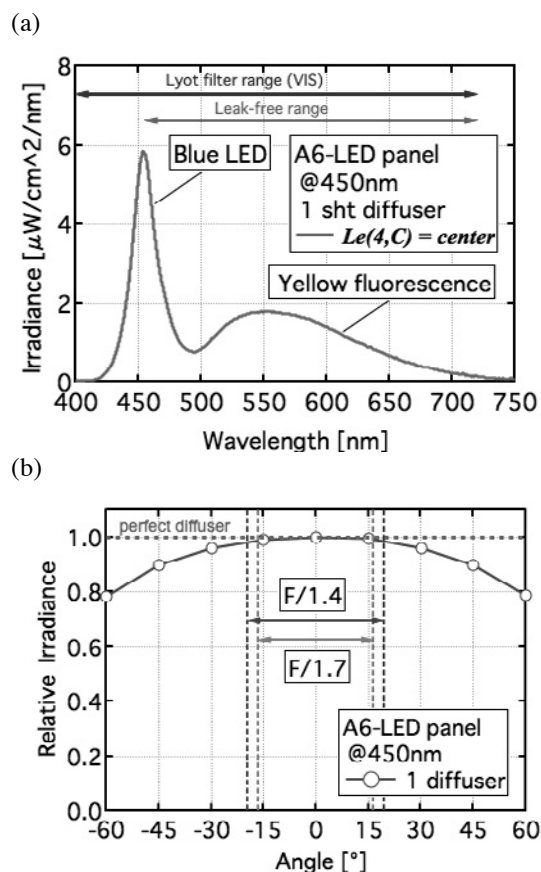 (a)
8
6
4
2
0
Irradiance [μW/cm^2/nm]
Lyot filter range (VIS)
Leak-free range
Blue LED
A6-LED panel
@450nm
1 sht diffuser
Le(4,C) = center
Yellow fluorescence
400 450 500 550 600 650 700 750
Wavelength [nm]
(b)
1.0
0.8
0.6
0.4
0.2
0.0
Relative Irradiance
perfect diffuser
F/1.4
F/1.7
A6-LED panel
@450nm
1 diffuser
-60 -45 -30 -15 0 15 30 45 60
Angle [°]